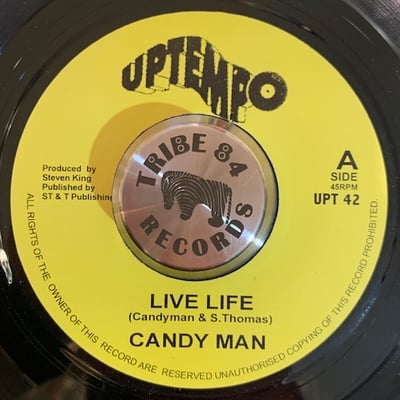 UPTEMPO
TRIBE 84
RECORDS
Produced by
Steven King
Published by
ST & T Publishing
A
SIDE
45RPM
UPT 42
LIVE LIFE
(Candyman & S.Thomas)
CANDY MAN
ALL RIGHTS OF THE OWNER OF THIS RECORD ARE RESERVED UNAUTHORISED COPYING OF THIS RECORD PROHIBITED.